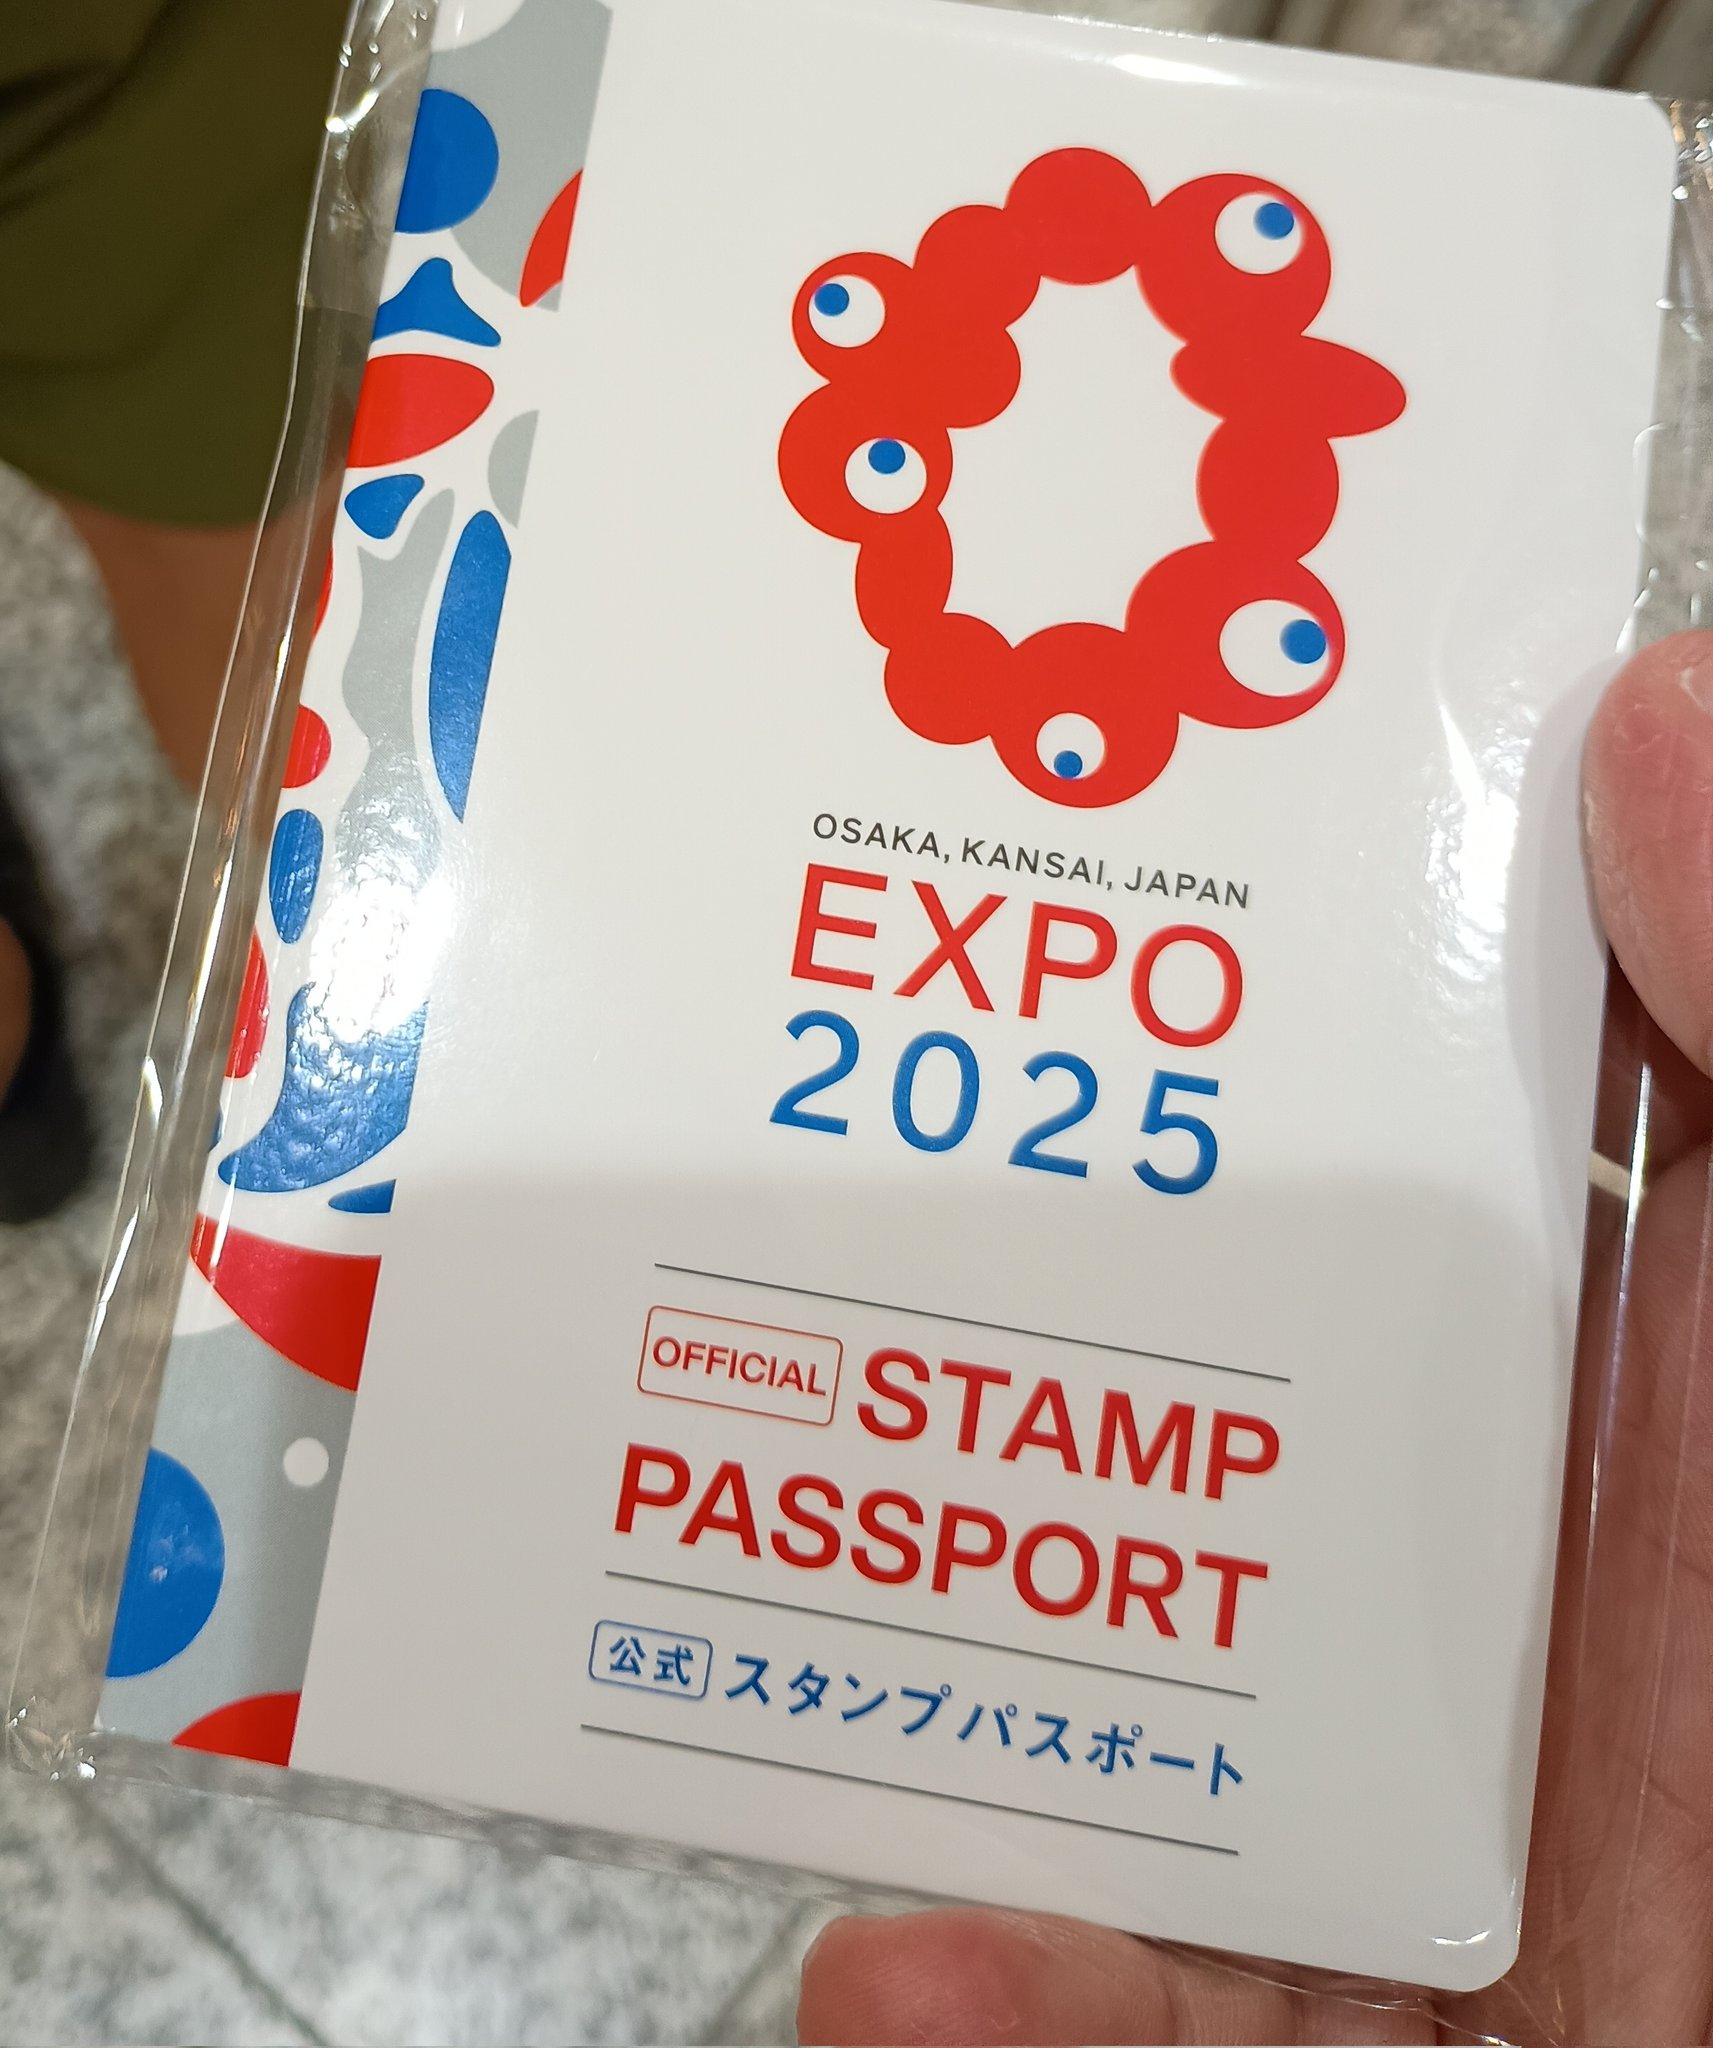 OSAKA, KANSAI, JAPAN
EXPO
2025
OFFICIAL STAMP
PASSPORT
公式 スタンプパスポート